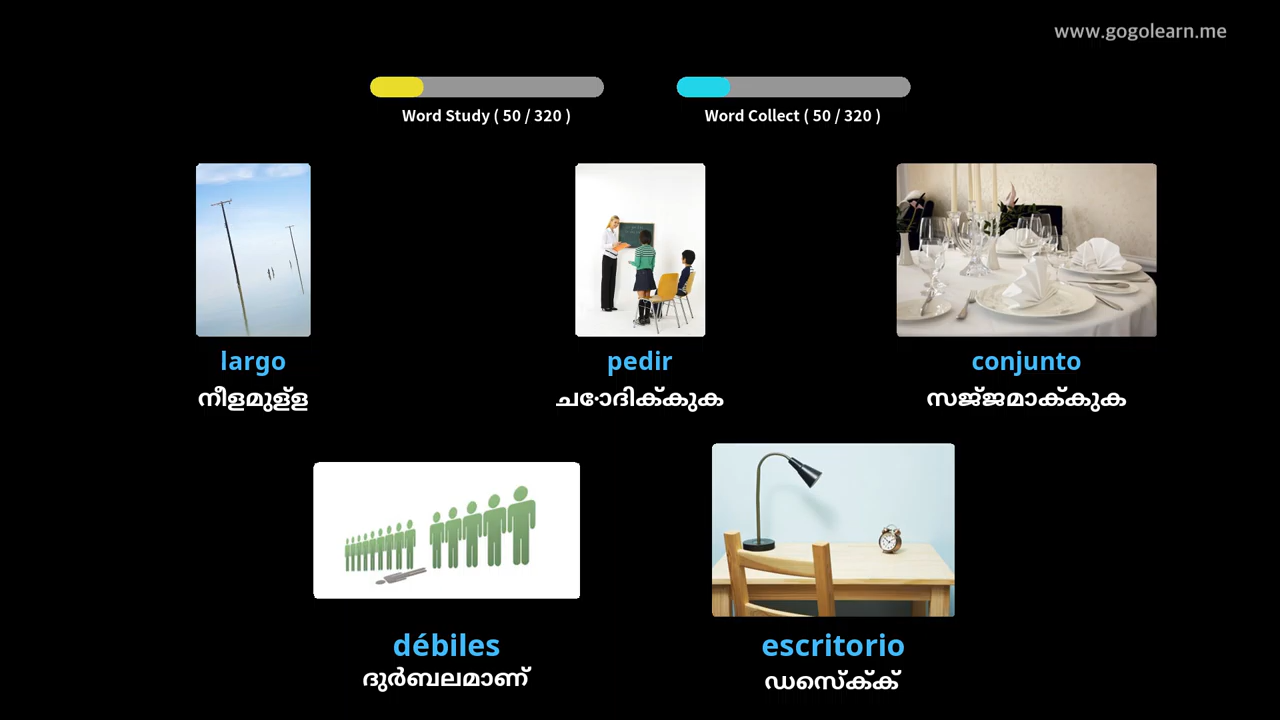 www.gogolearn.me
Word Study ( 50 / 320 )
Word Collect ( 50 / 320 )
largo
pedir
conjunto
നീളമുള്ള
ചോദിക്കുക
സജ്ജമാക്കുക
débiles
escritorio
ദുർബലമാണ്
ഡെസ്ക്ക്